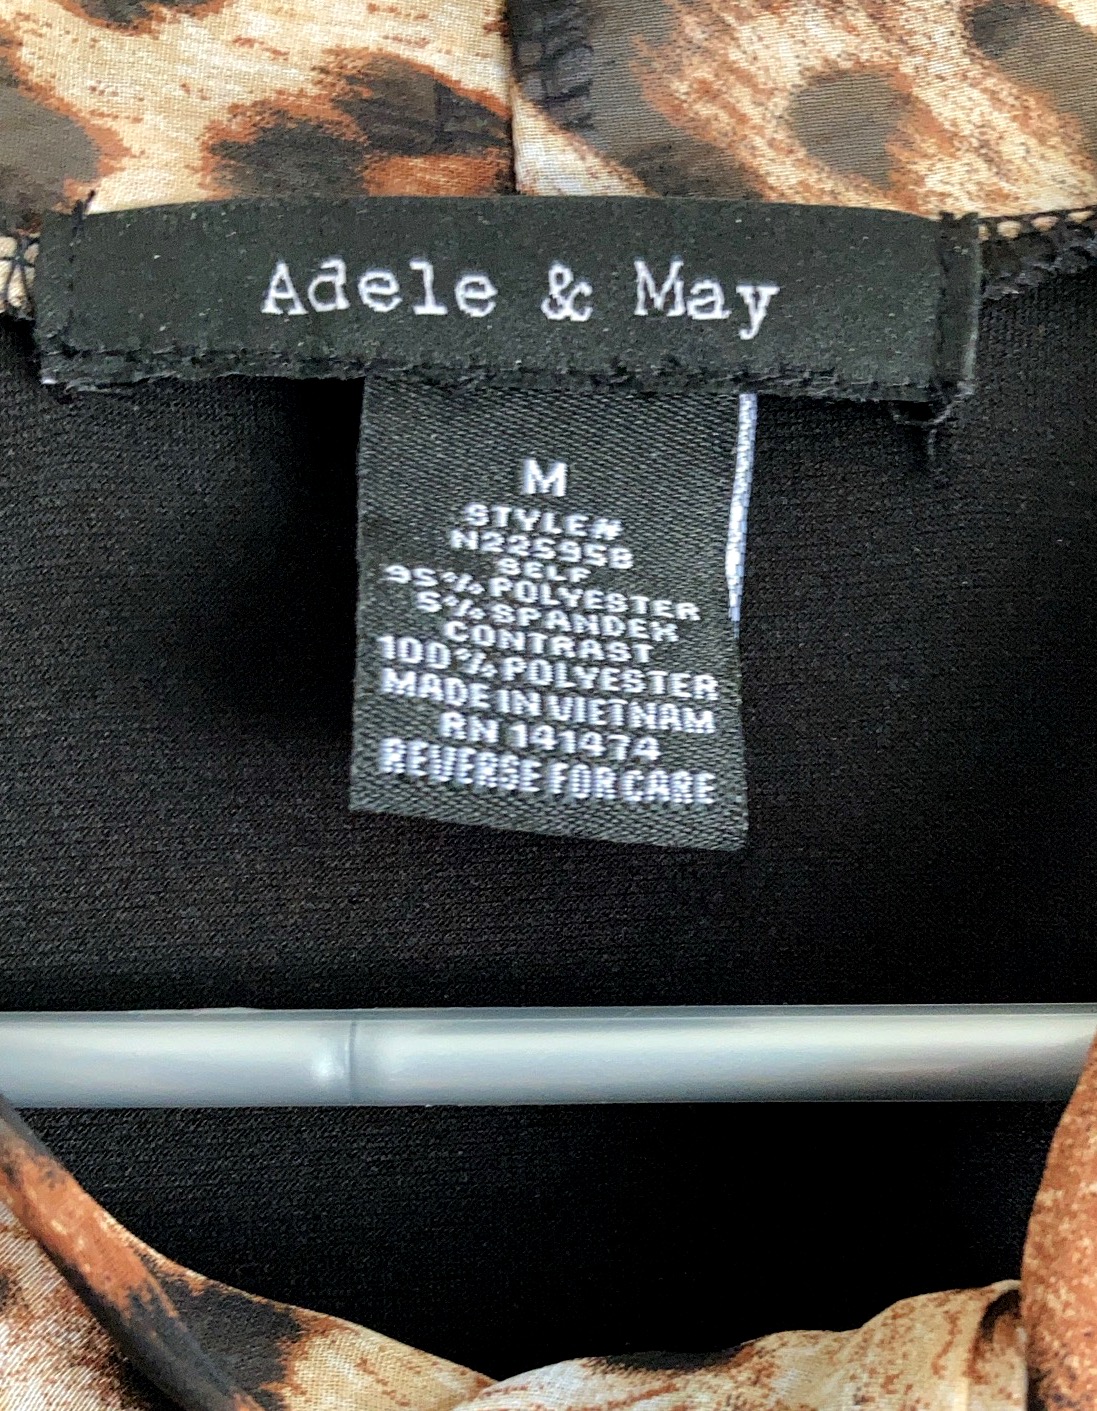 Adele & May
M
STYLE#
N225958
SELF
95%POLYESTER
5%SPANDEX
CONTRAST
100%POLYESTER
MADE IN VIETNAM
RN 141474
REVERSE FOR CARE